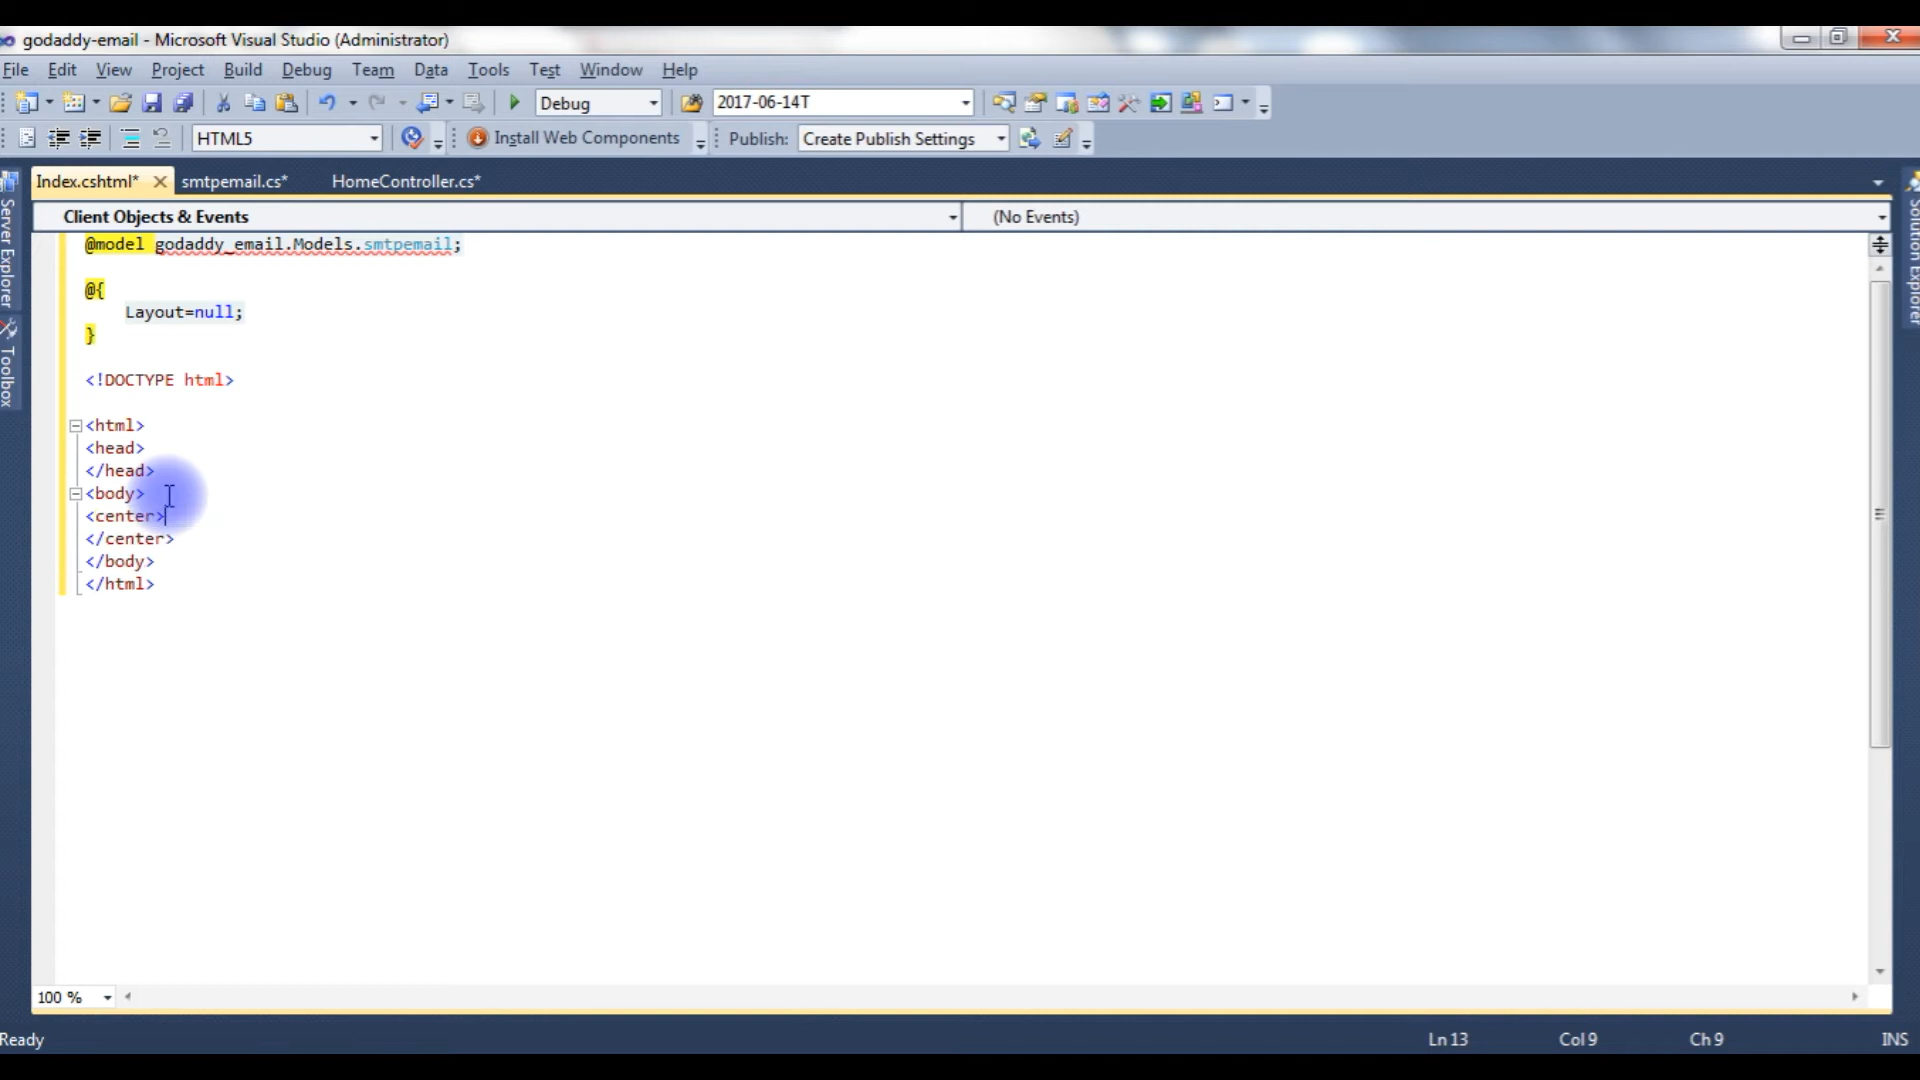 godaddy-email - Microsoft Visual Studio (Administrator)
File Edit View Project Build Debug Team Data Tools Test Window Help
Debug 2017-06-14T
HTML5 Install Web Components Publish: Create Publish Settings
Index.cshtml* smtpemail.cs* HomeController.cs*
Client Objects & Events (No Events)
Server Explorer
Toolbox
Solution Explorer
@model godaddy_email.Models.smtpemail;
@{
Layout=null;
}
<!DOCTYPE html>
<html>
<head>
</head>
<body>
<center>
</center>
</body>
</html>
100 %
Ready Ln 13 Col 9 Ch 9 INS